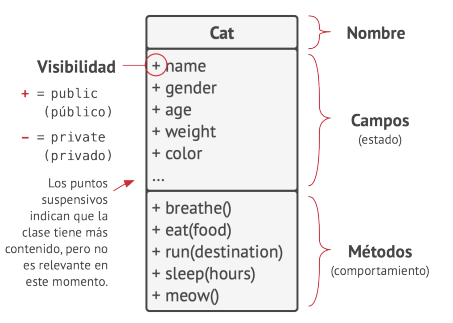 Cat
Nombre
Visibilidad
+ = public
(público)
− = private
(privado)
+ name
+ gender
+ age
+ weight
+ color
...
Campos
(estado)
Los puntos
suspensivos
indican que la
clase tiene más
contenido, pero no
es relevante en
este momento.
+ breathe()
+ eat(food)
+ run(destination)
+ sleep(hours)
+ meow()
Métodos
(comportamiento)